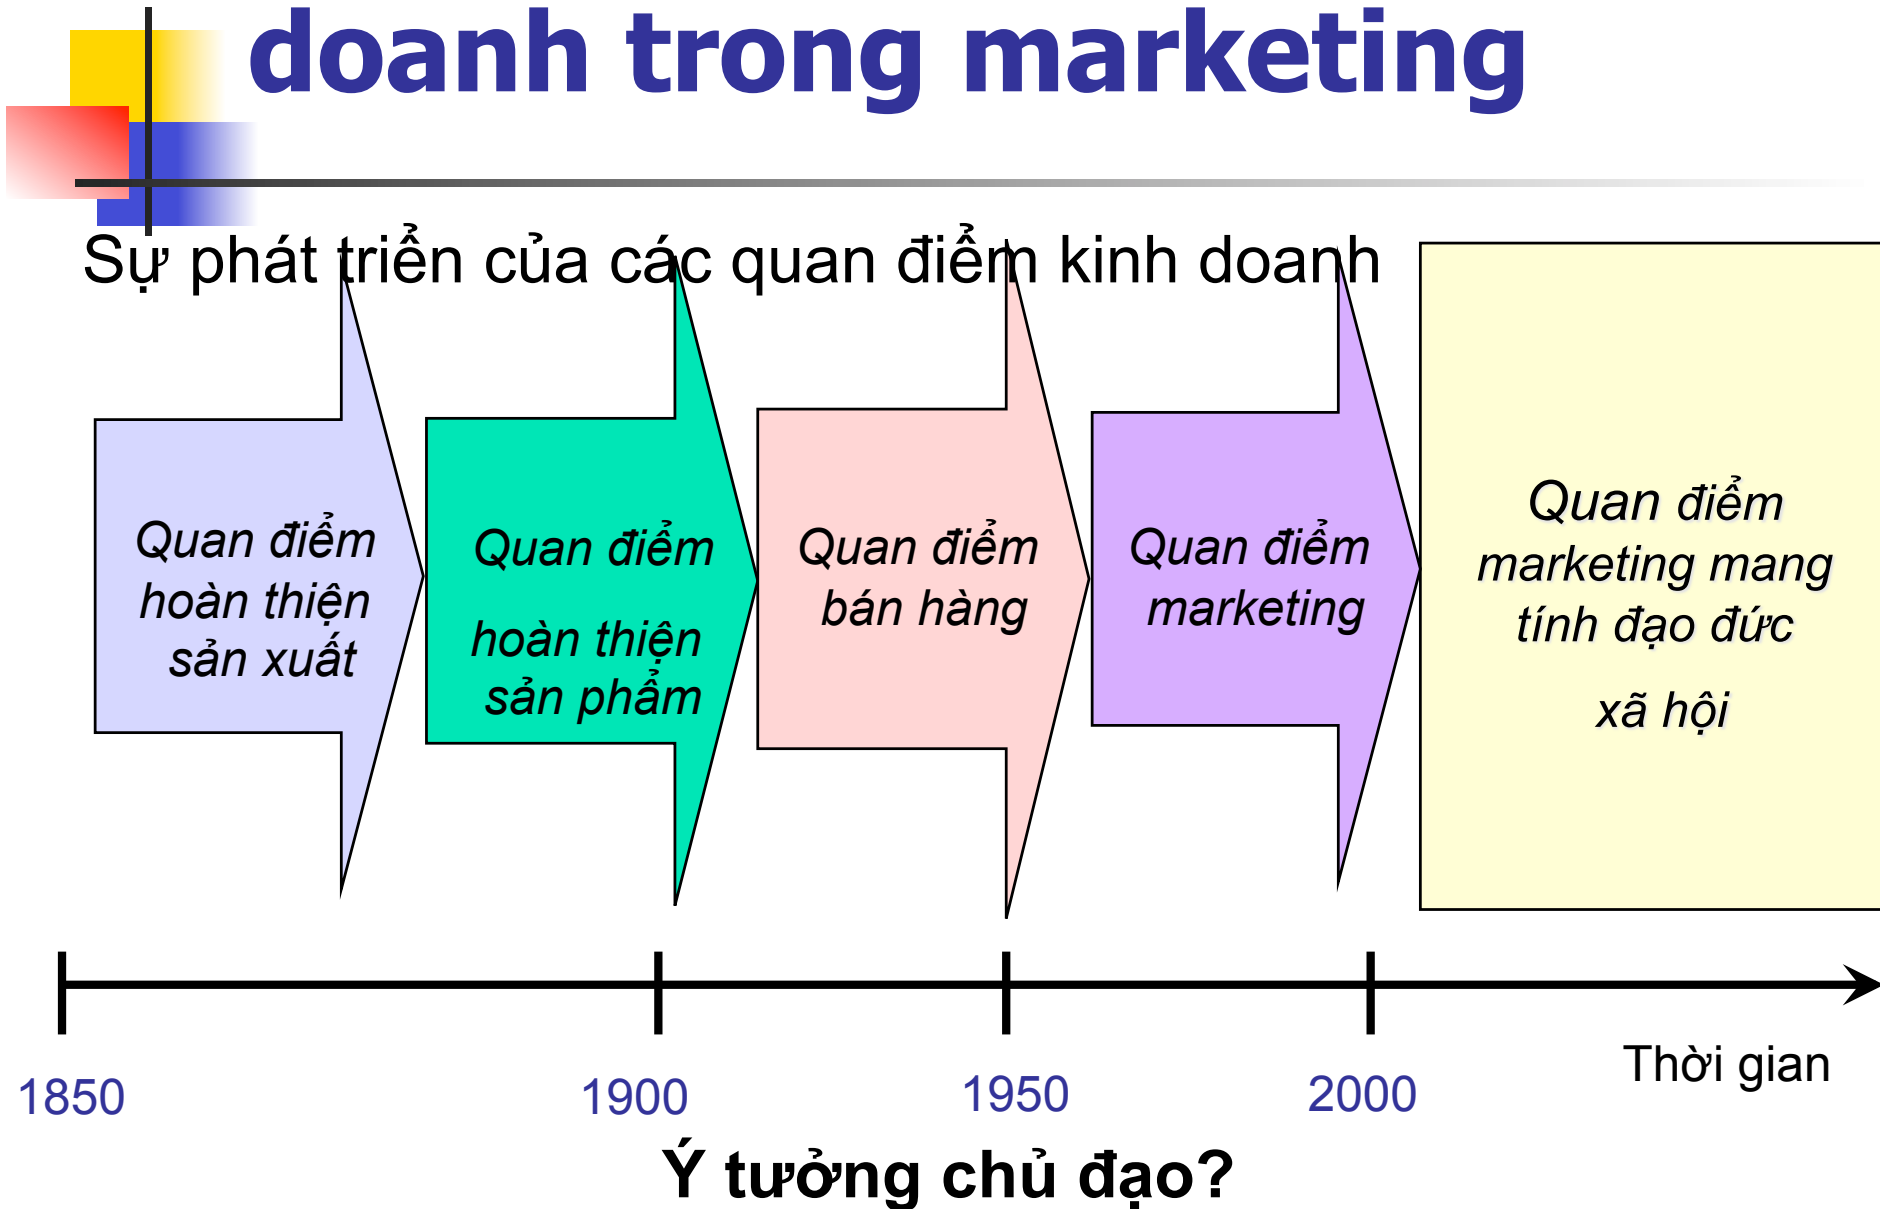 doanh trong marketing
Sự phát triển của các quan điểm kinh doanh
Quan điểm
hoàn thiện
sản xuất
Quan điểm
hoàn thiện
sản phẩm
Quan điểm
bán hàng
Quan điểm
marketing
Quan điểm
marketing mang
tính đạo đức
xã hội
1850
1900
1950
2000
Thời gian
Ý tưởng chủ đạo?